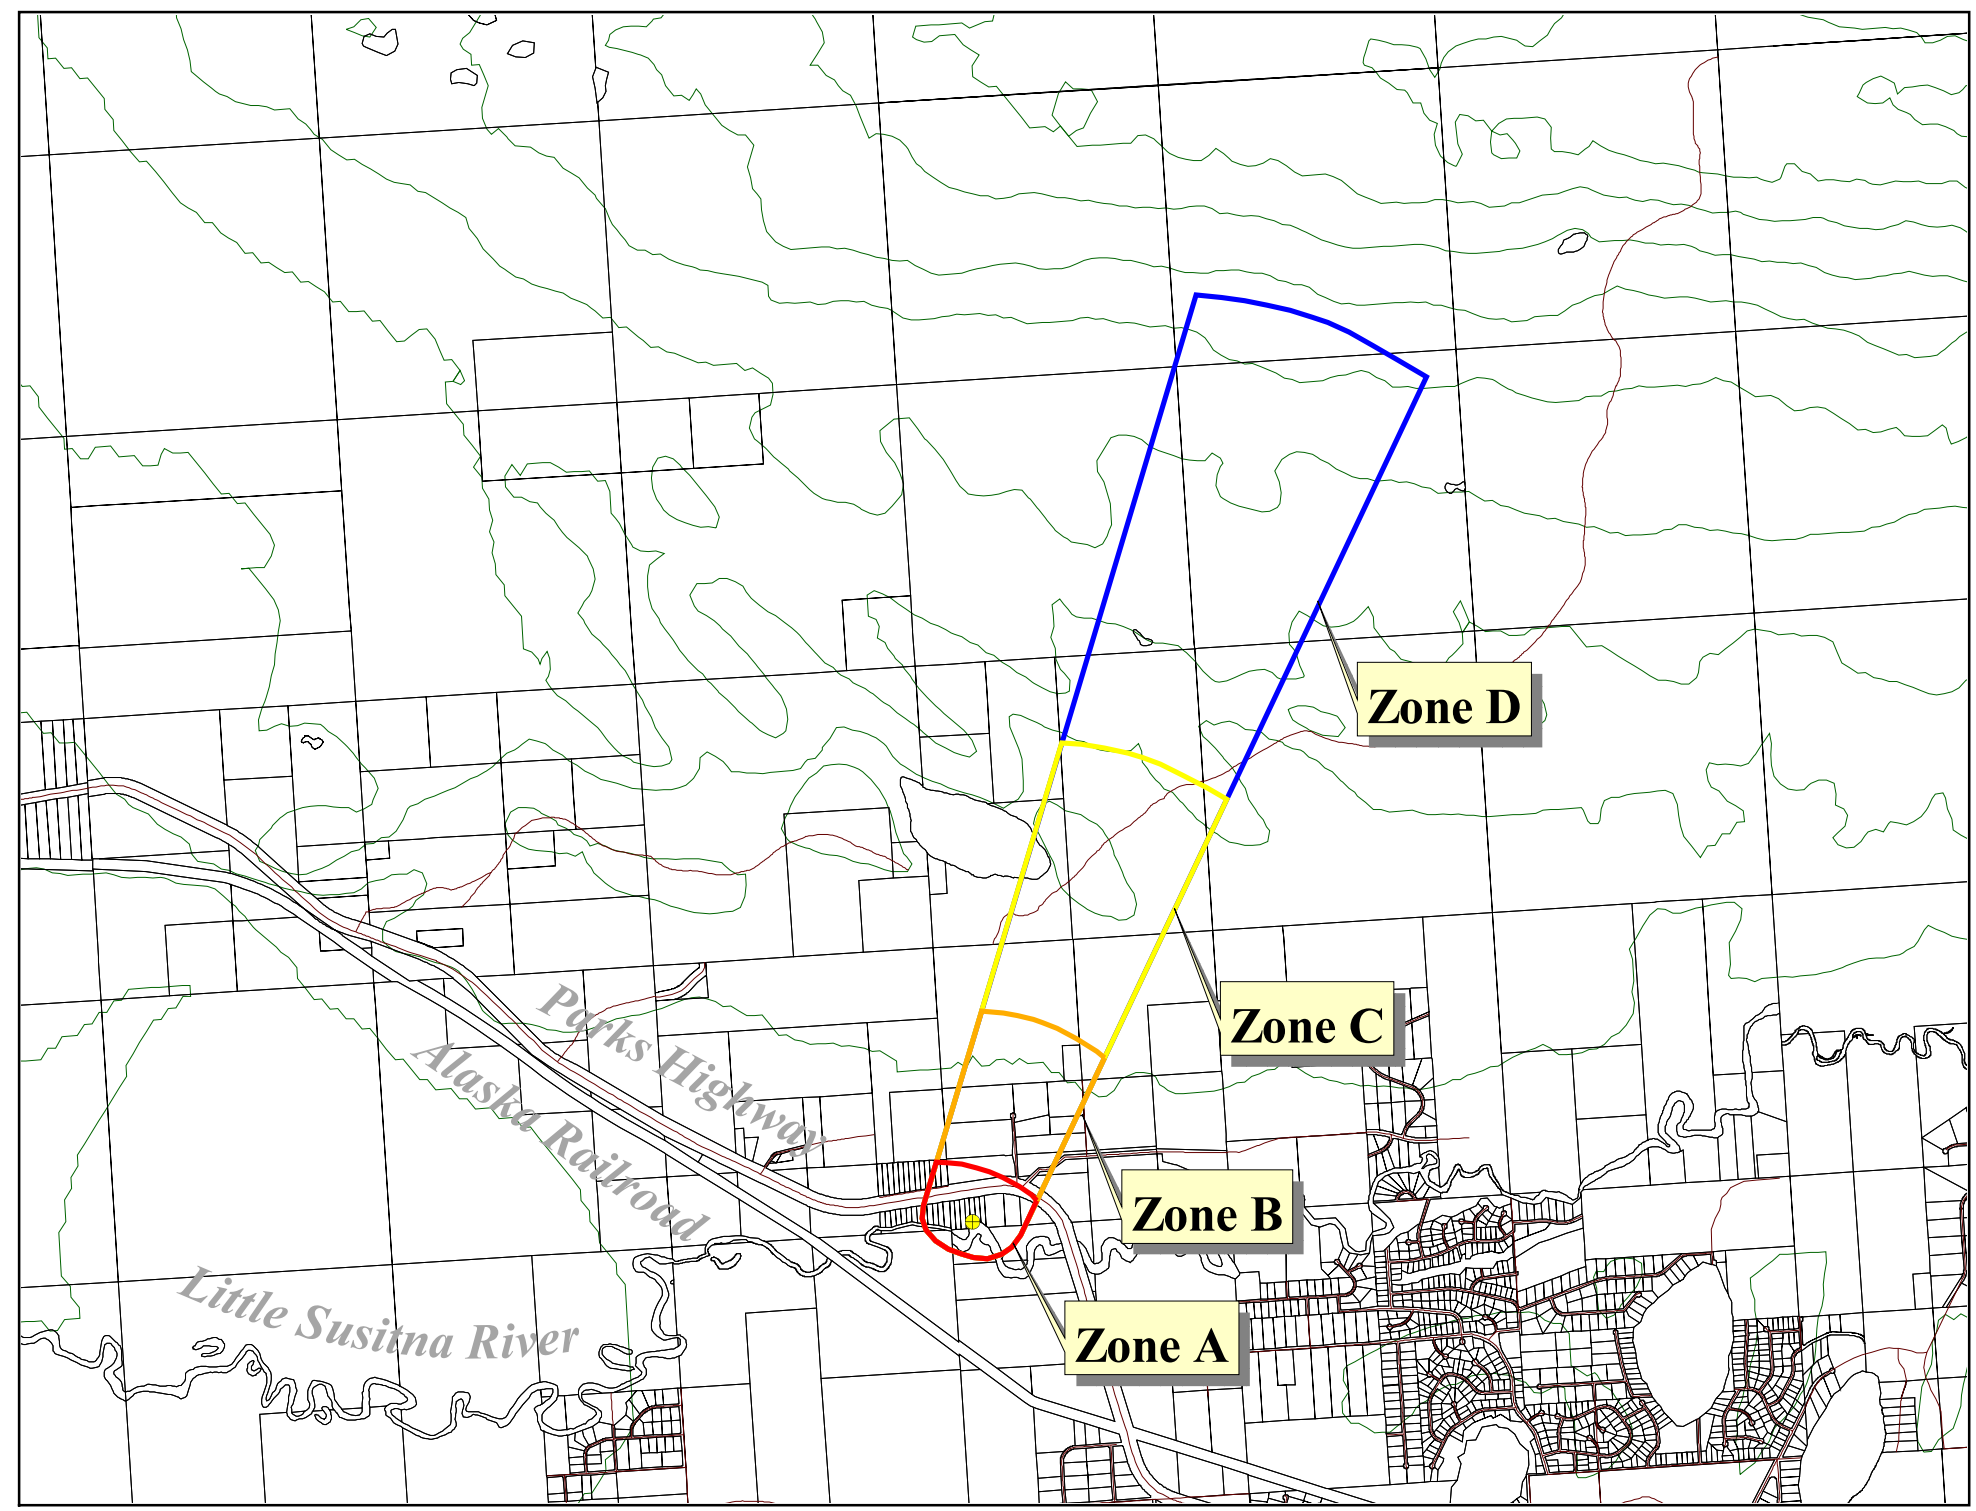 Zone D
Zone C
Parks Highway
Alaska Railroad
Zone B
Little Susitna River
Zone A